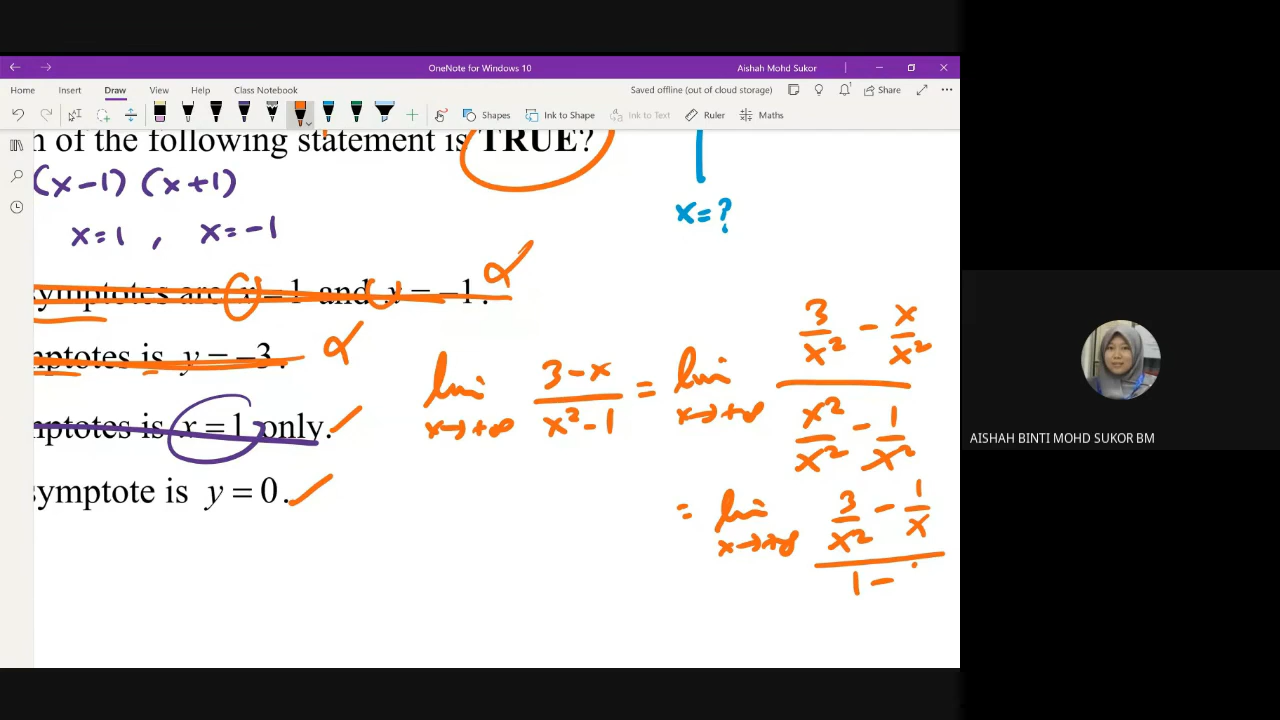 OneNote for Windows 10
Aishah Mohd Sukor
Home Insert Draw View Help Class Notebook
Saved offline (out of cloud storage) Share
Shapes Ink to Shape Ink to Text Ruler Maths
of the following statement is TRUE?
(x-1) (x+1)
x=1 , x=-1
x=?
symptotes are x = 1 and x = −1.
mptotes is y = −3.
mptotes is x = 1 only.
symptote is y = 0.
lim x→+∞ (3-x)/(x²-1) = lim x→+∞ (3/x² - x/x²)/(x²/x² - 1/x²)
= lim x→+∞ (3/x² - 1/x)/(1 -
AISHAH BINTI MOHD SUKOR BM